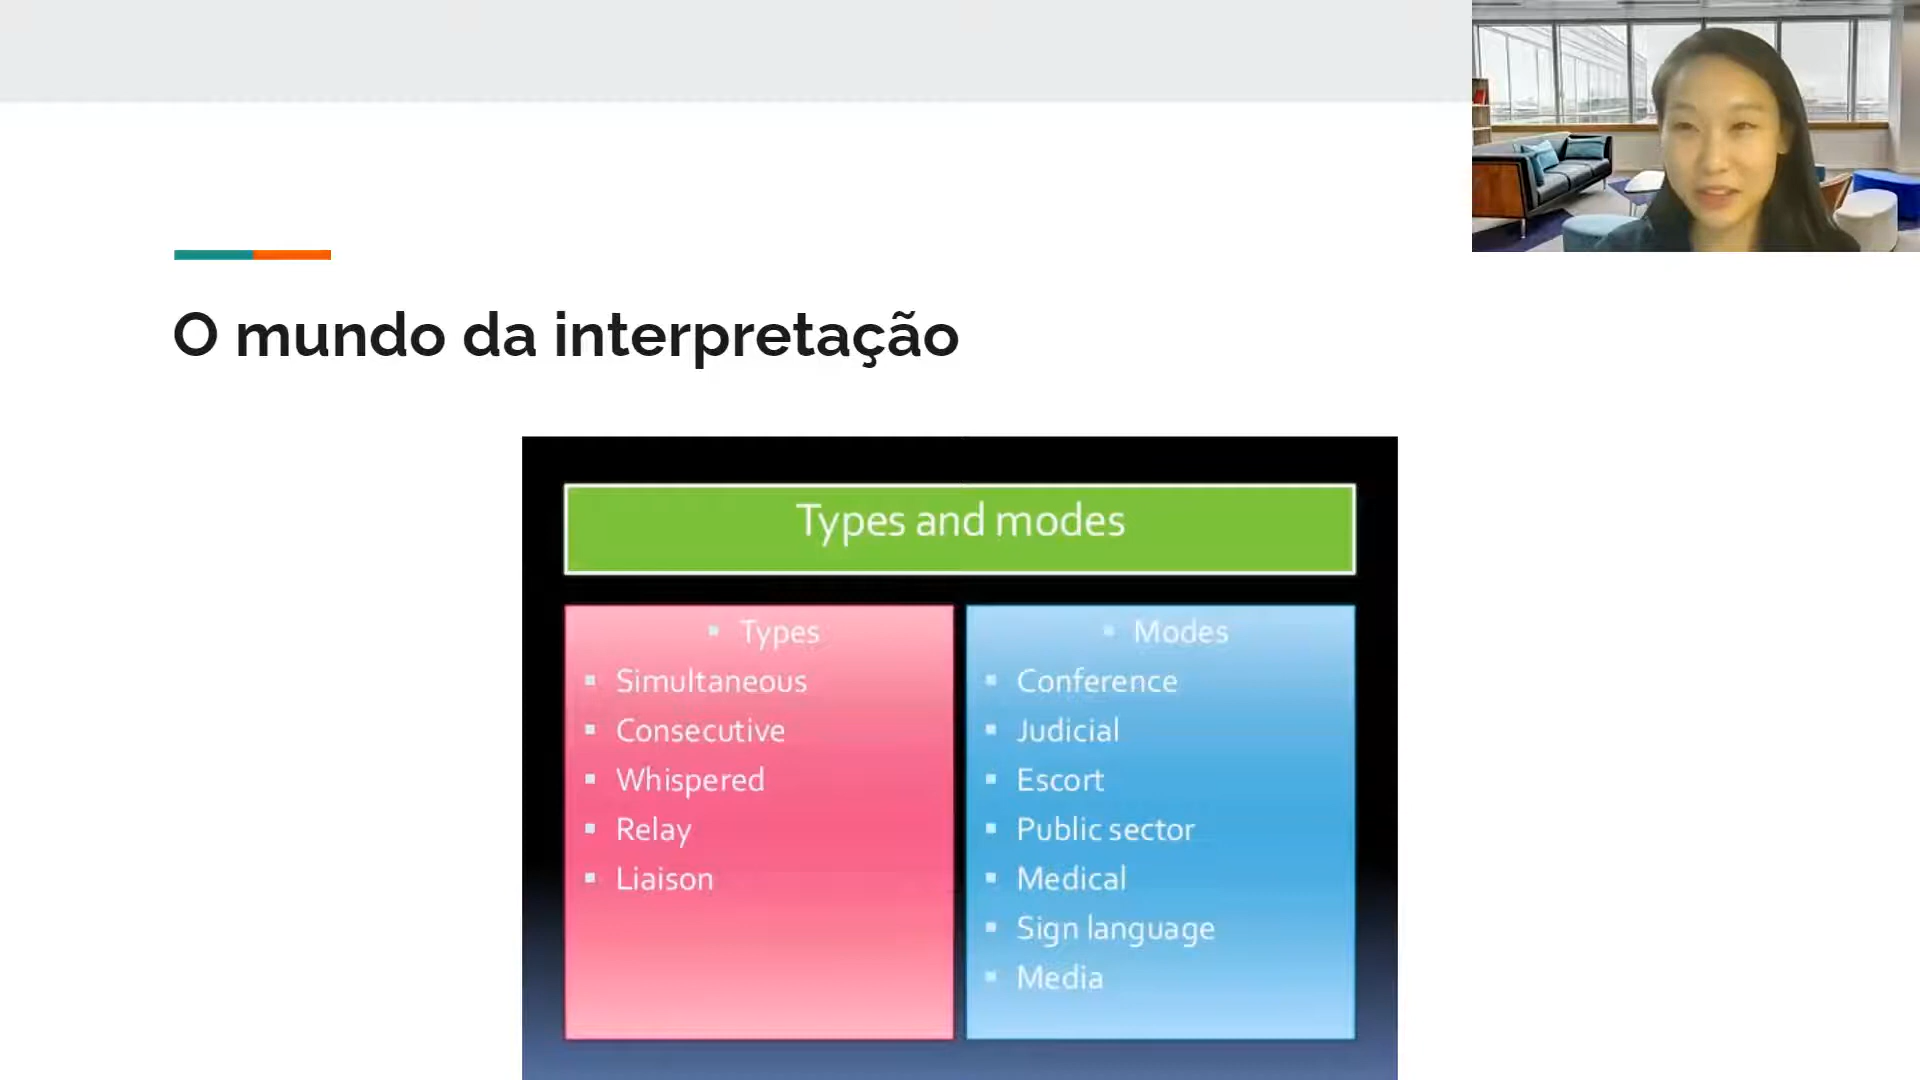 O mundo da interpretação
Types and modes
Types
Simultaneous
Consecutive
Whispered
Relay
Liaison
Modes
Conference
Judicial
Escort
Public sector
Medical
Sign language
Media